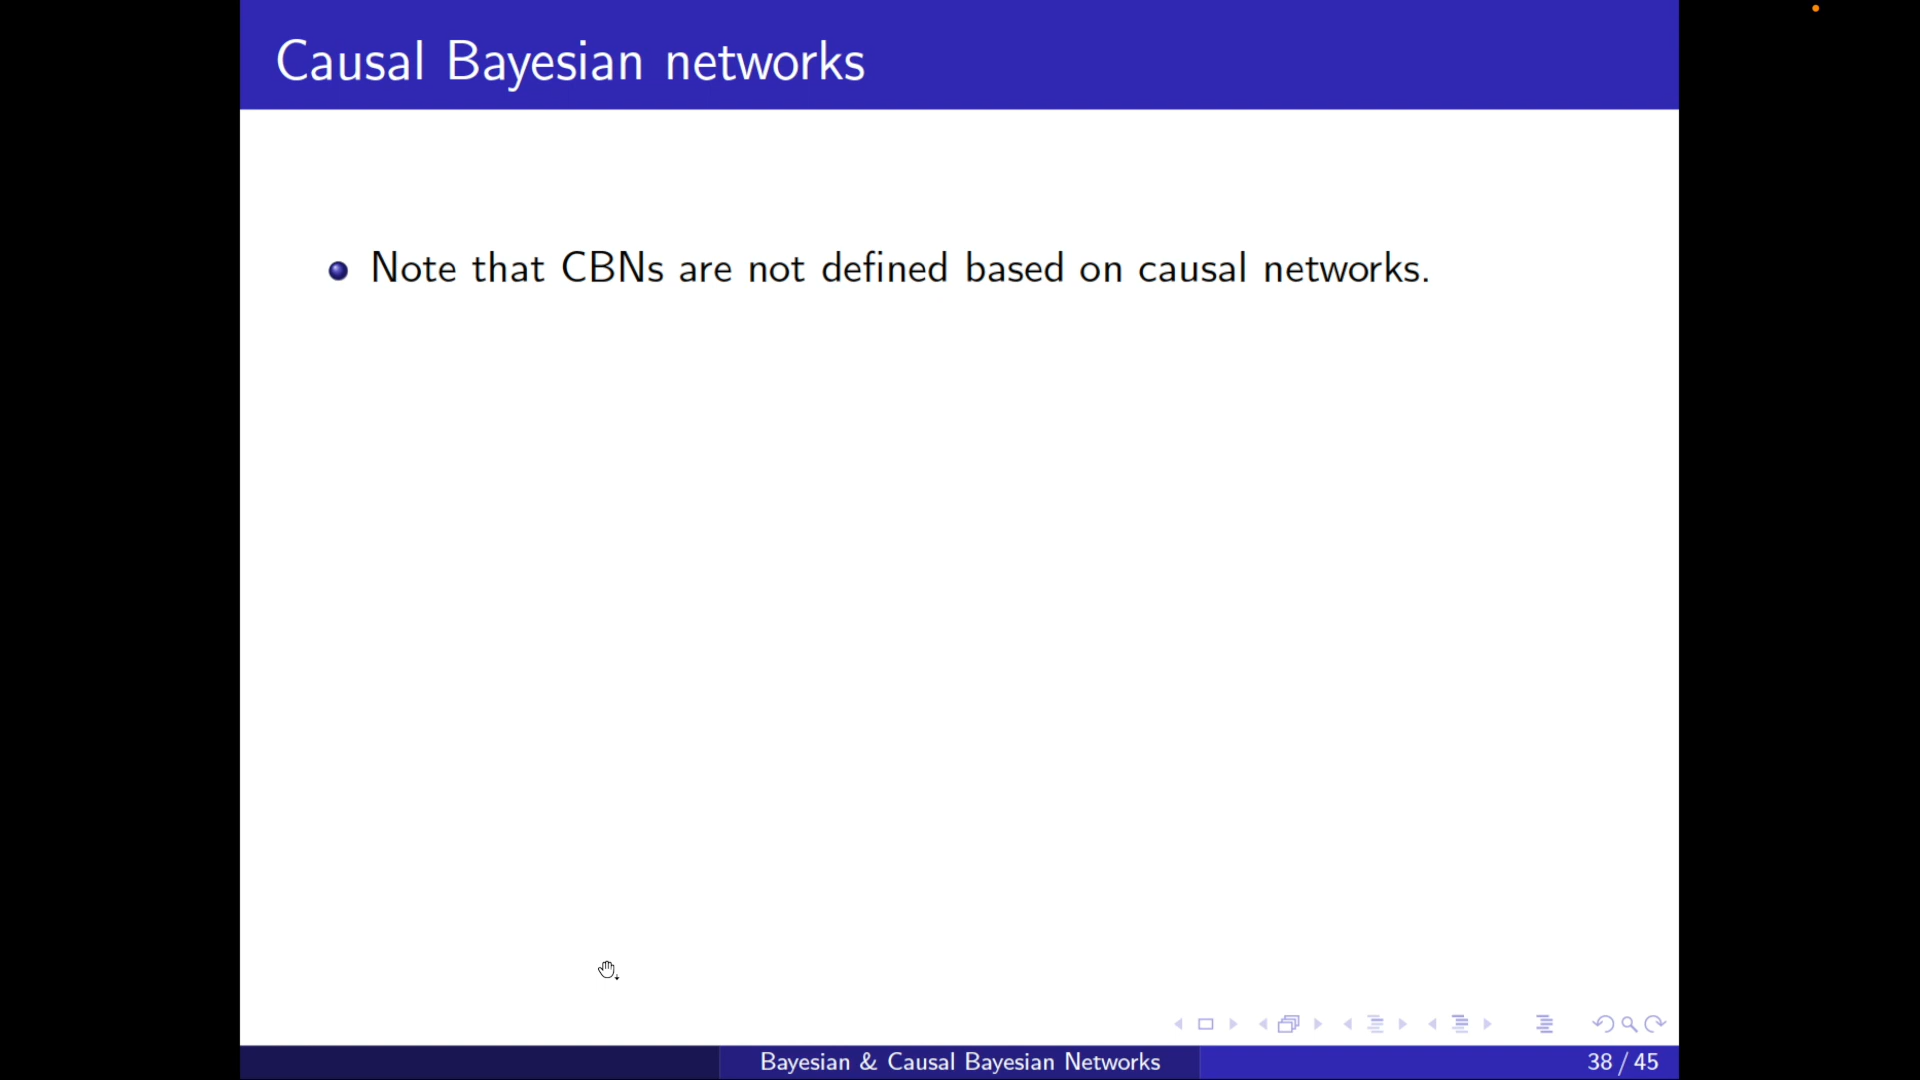 Causal Bayesian networks
Note that CBNs are not defined based on causal networks.
Bayesian & Causal Bayesian Networks
38 / 45